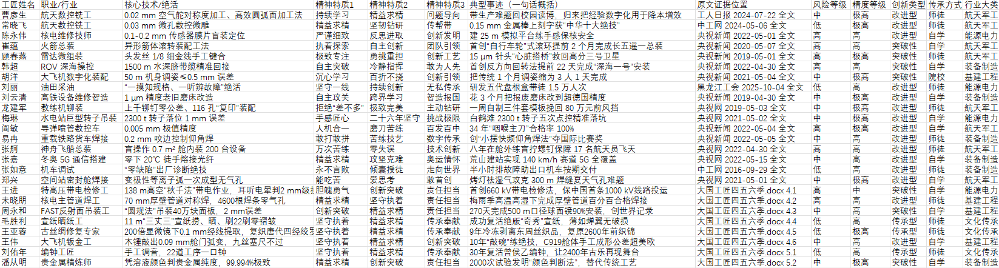 工匠姓名 职业/行业 核心技术/绝活 精神特质1 精神特质2 精神特质3 典型事迹（一句话概括） 原文证据位置 风险等级 精度等级 创新类型 传承方式 行业大类
曹彦生 航天数控铣工 0.02 mm 空气舵对称度加工、高效圆弧面加工法 持续学习 精益求精 问题导向 带生产难题回校园读博，归来把经验数字化用于降本增效 工人日报 2024-07-22 全文 中 极高 改进型 师徒 航天军工
常晓飞 航天数控铣工 0.03 mm 微孔数控微雕 精益求精 坚韧钻研 传帮带 0.15 mm 金属棒上刻字获“中华十大绝技” 中工网 2024-05-06 全文 低 极高 改进型 师徒 航天军工
陈永伟 核电维修技师 0.1-0.2 mm 传感器膜片盲装定位 严谨细致 反思进取 创新发明 建 25 m 模拟平台练手感保核安全 央视新闻 2022-05-01 全文 高 高 改进型 自学 能源电力
崔蕴 火箭总装 异形箭体滚转装配工法 执着探索 自主创新 团队引领 首创“自行车轮”式滚环提前 2 个月完成长五遥一总装 央视新闻 2020-05-07 全文 高 高 突破性 自学 航天军工
顾春燕 雷达微组装 头发丝 1/8 细金线手工键合 极致专注 勇挑重担 创新工艺 15 μm 针头“心脏搭桥”救回高分三号卫星 央视新闻 2019-05-01 全文 高 极高 突破性 师徒 航天军工
韩超 ROV 深海操控 1500 m 水深脐带缆精准回接 自主突破 冷静指挥 敢为人先 首创反方向回转法提前 22 天完成“深海一号”安装 央视新闻 2022-04-30 全文 高 高 突破性 自学 装备制造
胡洋 大飞机数字化装配 50 m 机身调姿≤0.5 mm 误差 沉心学习 百折不挠 创新引领 把传统 1 个月调姿缩为 3 人 1 天完成 央视新闻 2021-05-04 全文 中 极高 突破性 院校 基建工程
刘丽 油田采油 “一摸知规格、一听辨故障”绝活 坚守一线 持续创新 无私传承 研发五代盘根盒带徒 1.5 万人次 黑龙江工会 2025-10-04 全文 低 高 改进型 师徒 能源电力
刘云清 高铁设备维修智造 1 μm 精度老旧磨床改造 自主攻关 跨界学习 智造报国 花 3 个月把报废磨床改到超德国精度 央视新闻 2019-04-30 全文 中 极高 突破性 自学 装备制造
龙建军 教练机铆装 上千铆钉零公差、116 孔“复印”装配 拒绝“差不多” 极致完美 主动钻研 一周自制三件套模板挽回 80 万元前风挡 央视网 2019-05-03 全文 中 极高 改进型 师徒 装备制造
梅琳 水电站巨型转子吊装 2300 t 转子落位 1 mm 误差 手感匠心 二十六年坚守 挑战极限 白鹤滩 2300 t 转子五次点控精准落坑 央视网 2021-05-02 全文 中 极高 改进型 自学 能源电力
阎敏 导弹喷管数控车 0.005 mm 极值精度 人机合一 磨刀苦练 百发百中 34 年“咽喉主刀”合格率 100% 央视新闻 2022-05-04 全文 高 极高 改进型 自学 航天军工
易冉 重载铁路货车焊接 0.2 mm 咬边控制仰角焊 敢打敢拼 苦练技艺 数字传承 创“小摆快频仰角焊法”夺国际比赛奖 央视新闻 2022-05-05 全文 中 高 改进型 师徒 装备制造
张舸 神舟飞船总装 盲操作 0.7 m² 舱内装 200 台设备 万次苦练 零失误 技术创新 八年在舱外练盲拧螺钉保障 17 名航天员飞天 央视网 2022-04-30 全文 高 高 改进型 师徒 航天军工
张嘉 冬奥 5G 通信搭建 零下 20℃ 徒手熔接光纤 精益求精 攻坚克难 奥运情怀 荒山建站实现 140 km/h 赛道 5G 全覆盖 央视网 2022-05-15 全文 中 高 改进型 自学 装备制造
张如意 机车调试 “零缺陷”出厂诊断绝技 永不言败 倾囊授徒 走向世界 半小时排故障助出口机车按期交付 中工网 2016-09-29 全文 低 高 改进型 师徒 装备制造
郑兴 空间站密封舱焊接 变极性等离子弧一次成型无气孔 能吃苦 爱思考 敢首创 烤灯祛湿气攻克 300 m 焊缝夏天气孔难题 央视网 2021-05-01 全文 中 极高 改进型 自学 航天军工
王进 特高压带电检修工 138 m高空“秋千法”带电作业，耳听电晕判2 mm级 胆魄勇气 创新突破 责任担当 首创660 kV带电检修法，保中国首条1000 kV线路投运 大国工匠四五六季.docx 4.1 高 中 突破性 自学 能源电力
未晓朋 核电主管道焊工 70 mm厚壁管道对称焊，4600根焊条零气孔 精益求精 坚守执着 责任担当 梅雨季高温高湿下完成厚壁管道百分百合格焊接 大国工匠四五六季.docx 4.2 高 高 改进型 师徒 基建工程
周永和 FAST反射面吊装工 “圆规法”吊装40万块面板，2 mm误差 创新突破 精益求精 责任担当 270天完成500 m口径球面镜90%安装，创世界记录 大国工匠四五六季.docx 4.3 中 高 突破性 自学 基建工程
毛胜利 宣纸晒纸工 11 m“三丈三”宣纸捞、晒、刷22刷零褶皱 坚守执着 精益求精 传承奉献 成功复活绝版“奇秀”宣纸，薄如蝉翼无破损 大国工匠四五六季.docx 4.4 低 高 传承型 师徒 文化传承
王亚蓉 古丝绸修复专家 200倍显微镜下0.1 mm经线提取，复织唐代四经绞罗 坚守执着 精益求精 传承奉献 9年冷冻剥离东周丝织品，复原2600年前织锦 大国工匠四五六季.docx 4.5 低 极高 传承型 师徒 文化传承
王伟 大飞机钣金工 木锤敲出0.09 mm舱门弧变，九丝塞尺不过 坚守执着 精益求精 创新突破 10年“敲碗”练绝技，C919舱体手工成形公差超美欧 大国工匠四五六季.docx 4.6 中 高 改进型 师徒 基建工程
刘佑年 编钟工匠 手工调音，22道工序一口钟 坚守执着 精益求精 传承奉献 30年复活曾侯乙编钟，让2400年古乐再现舞台 大国工匠四五六季.docx 5.1 低 高 传承型 师徒 文化传承
潘从明 贵金属精炼师 凭溶液颜色判贵金属纯度，99.994%极致 精益求精 创新突破 责任担当 2000次试验发明“颜色判断法”，替代传统工艺 大国工匠四五六季.docx 5.2 中 极高 突破性 自学 装备制造